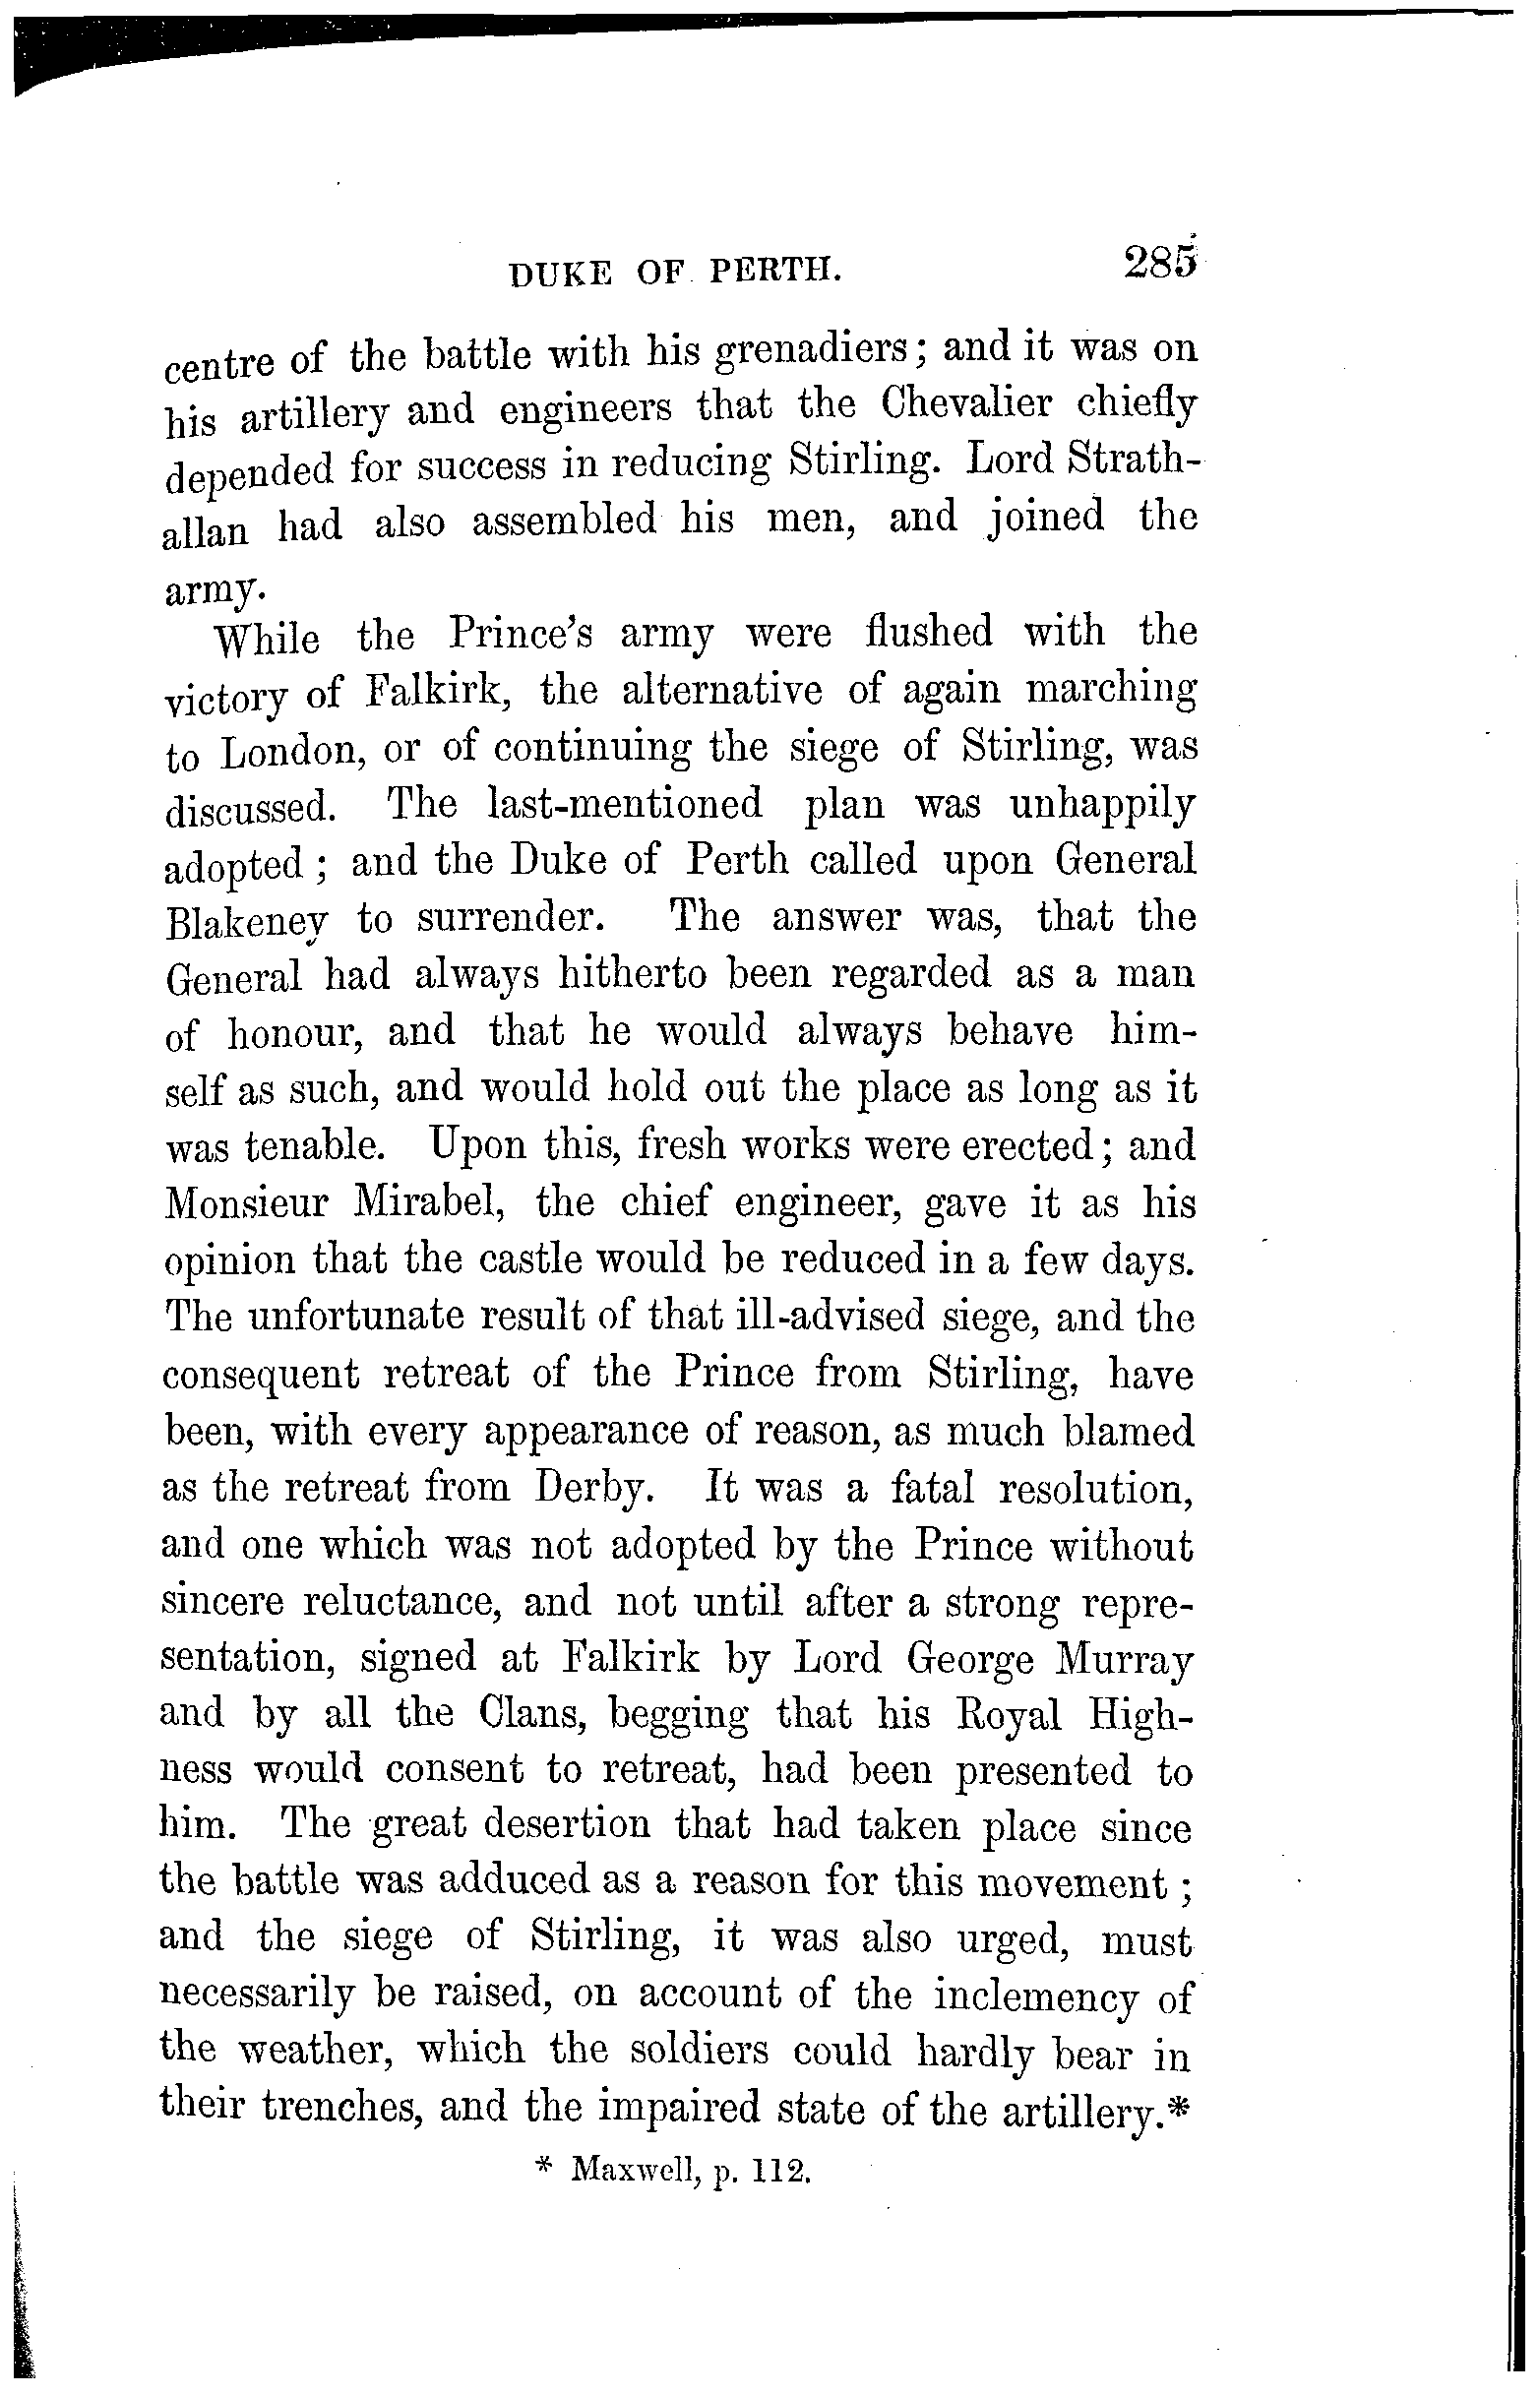 DUKE OF PERTH. 285
centre of the battle with his grenadiers; and it was on
his artillery and engineers that the Chevalier chiefly
depended for success in reducing Stirling. Lord Strath-
allan had also assembled his men, and joined the
army.
While the Prince's army were flushed with the
victory of Falkirk, the alternative of again marching
to London, or of continuing the siege of Stirling, was
discussed. The last-mentioned plan was unhappily
adopted; and the Duke of Perth called upon General
Blakeney to surrender. The answer was, that the
General had always hitherto been regarded as a man
of honour, and that he would always behave him-
self as such, and would hold out the place as long as it
was tenable. Upon this, fresh works were erected; and
Monsieur Mirabel, the chief engineer, gave it as his
opinion that the castle would be reduced in a few days.
The unfortunate result of that ill-advised siege, and the
consequent retreat of the Prince from Stirling, have
been, with every appearance of reason, as much blamed
as the retreat from Derby. It was a fatal resolution,
and one which was not adopted by the Prince without
sincere reluctance, and not until after a strong repre-
sentation, signed at Falkirk by Lord George Murray
and by all the Clans, begging that his Royal High-
ness would consent to retreat, had been presented to
him. The great desertion that had taken place since
the battle was adduced as a reason for this movement;
and the siege of Stirling, it was also urged, must
necessarily be raised, on account of the inclemency of
the weather, which the soldiers could hardly bear in
their trenches, and the impaired state of the artillery.*
* Maxwell, p. 112.